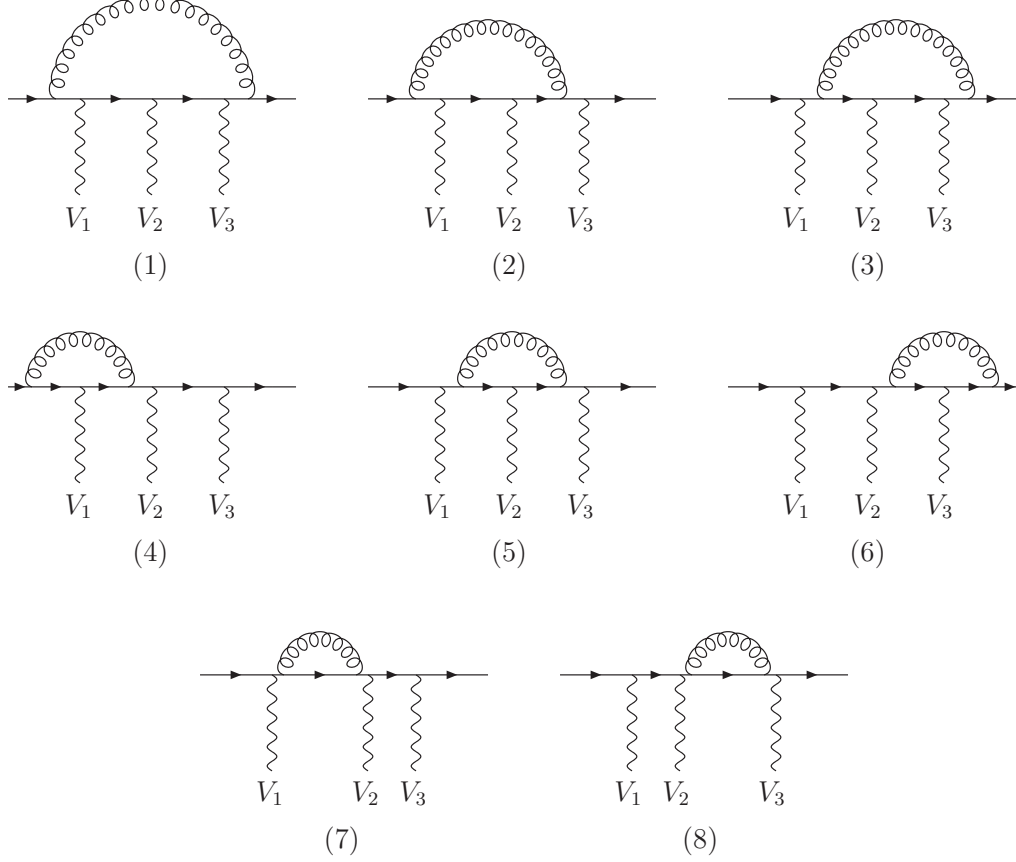 V₁ V₂ V₃ V₁ V₂ V₃ V₁ V₂ V₃
(1) (2) (3)
V₁ V₂ V₃ V₁ V₂ V₃ V₁ V₂ V₃
(4) (5) (6)
V₁ V₂ V₃ V₁ V₂ V₃
(7) (8)